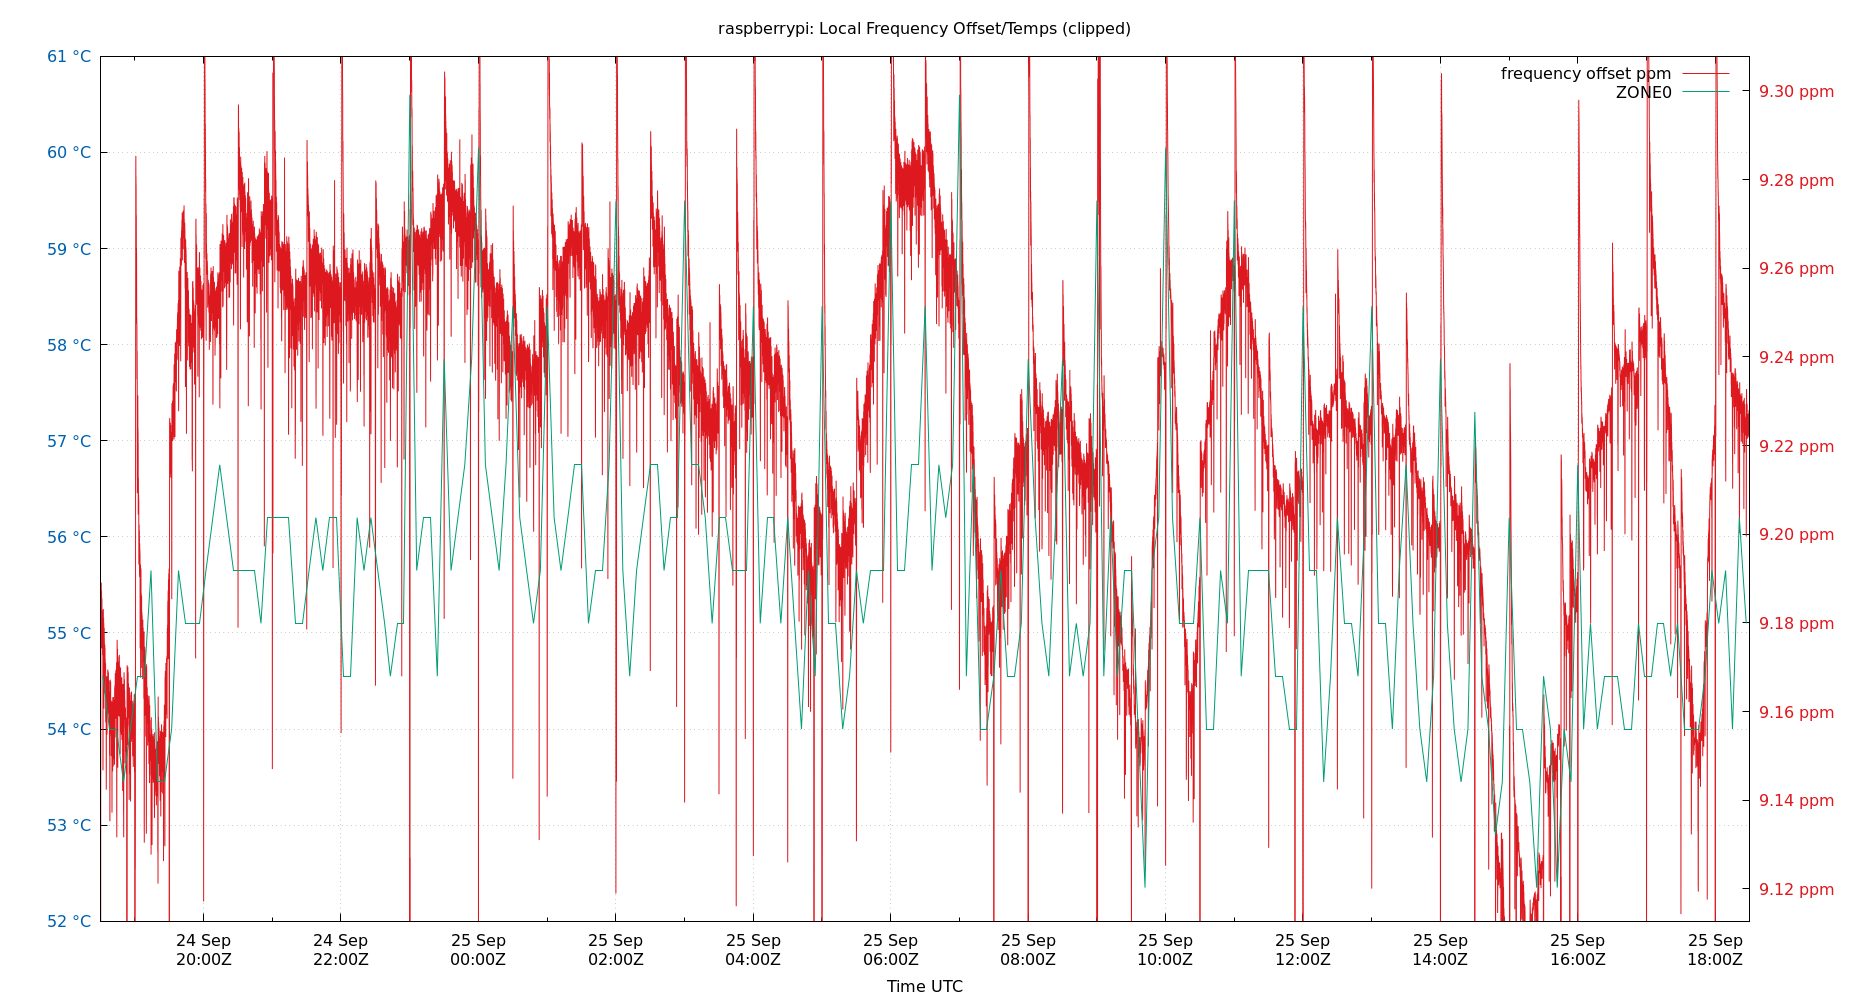 raspberrypi: Local Frequency Offset/Temps (clipped)
61 °C
60 °C
59 °C
58 °C
57 °C
56 °C
55 °C
54 °C
53 °C
52 °C
frequency offset ppm
ZONE0
9.30 ppm
9.28 ppm
9.26 ppm
9.24 ppm
9.22 ppm
9.20 ppm
9.18 ppm
9.16 ppm
9.14 ppm
9.12 ppm
24 Sep 24 Sep 25 Sep 25 Sep 25 Sep 25 Sep 25 Sep 25 Sep 25 Sep 25 Sep 25 Sep 25 Sep
20:00Z 22:00Z 00:00Z 02:00Z 04:00Z 06:00Z 08:00Z 10:00Z 12:00Z 14:00Z 16:00Z 18:00Z
Time UTC